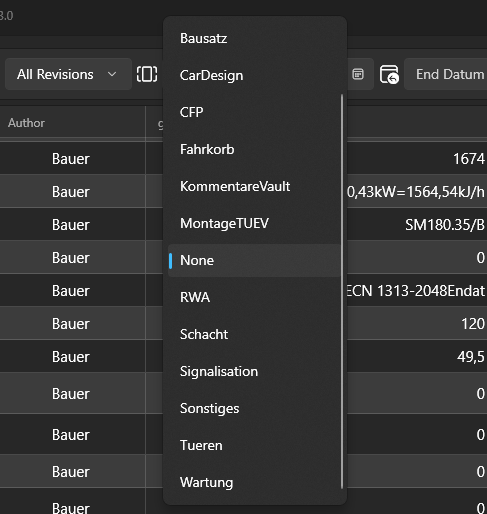 3.0
All Revisions
End Datum
Author
Bausatz
CarDesign
CFP
Fahrkorb
KommentareVault
MontageTUEV
None
RWA
Schacht
Signalisation
Sonstiges
Tueren
Wartung
Bauer
1674
Bauer
0,43kW=1564,54kJ/h
Bauer
SM180.35/B
Bauer
0
Bauer
ECN 1313-2048Endat
Bauer
120
Bauer
49,5
Bauer
0
Bauer
0
Bauer
0
Bauer
0